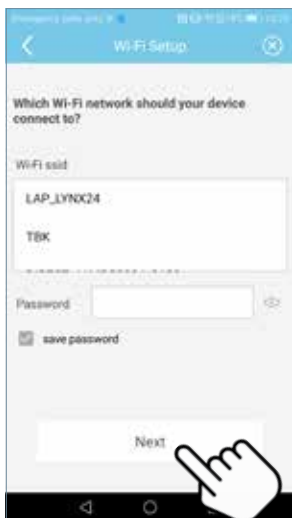 Wi-Fi Setup
Which Wi-Fi network should your device
connect to?
Wi-Fi ssid
LAP_LYNX24
TBK
Password
save password
Next